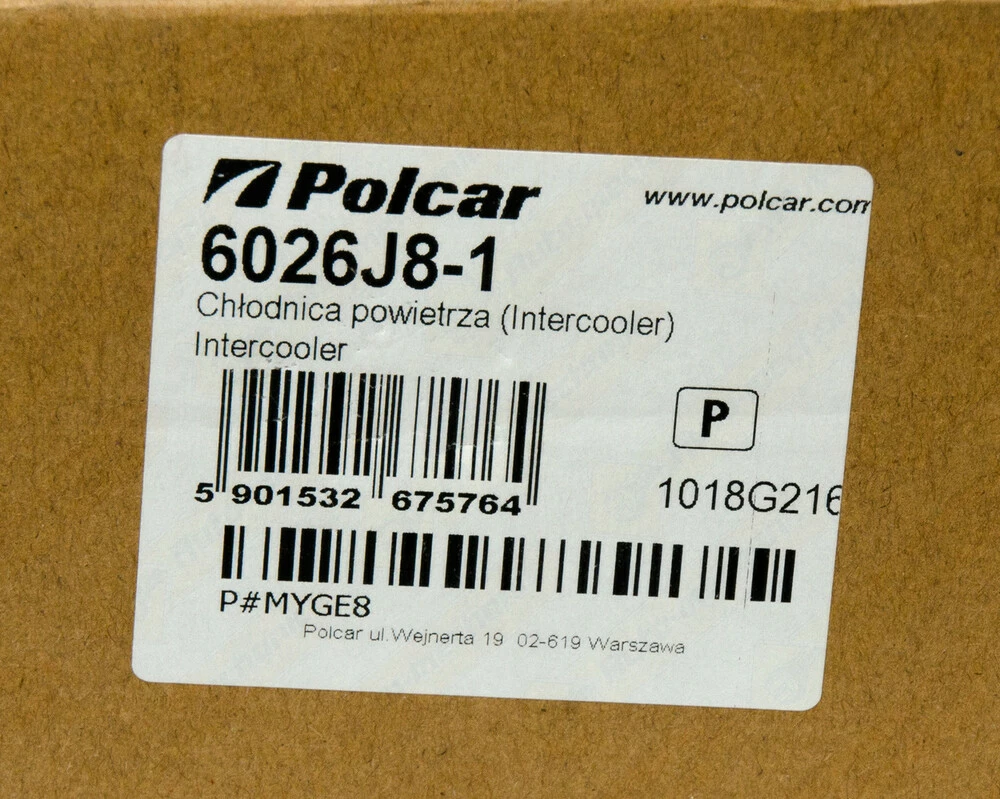 Polcar
www.polcar.com
6026J8-1
Chłodnica powietrza (Intercooler)
Intercooler
P
5 901532 675764
1018G216
P#MYGE8
Polcar ul.Wejnerta 19 02-619 Warszawa